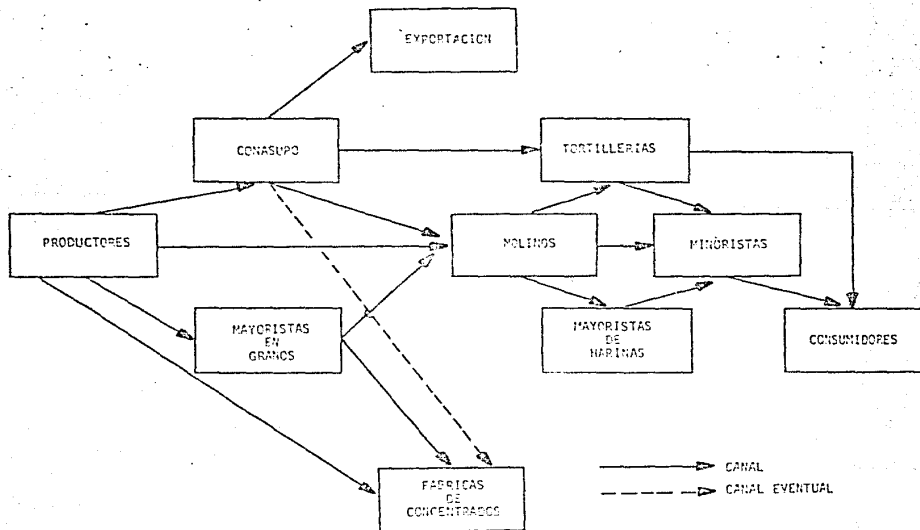 EXPORTACION
CONASUPO
TORTILLERIAS
PRODUCTORES
MOLINOS
MINORISTAS
MAYORISTAS
EN
GRANOS
MAYORISTAS
DE
HARINAS
CONSUMIDORES
FABRICAS
DE
CONCENTRADOS
CANAL
CANAL EVENTUAL